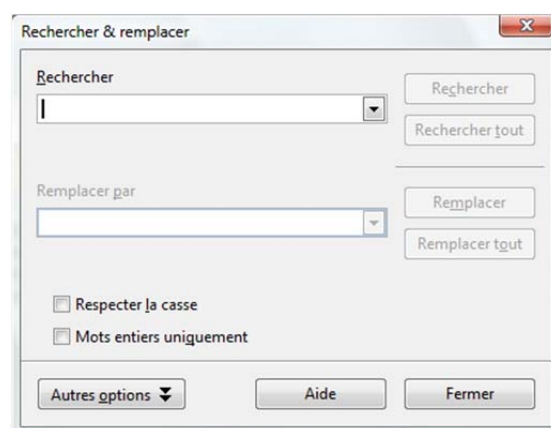 Rechercher & remplacer
Rechercher
Rechercher
Rechercher tout
Remplacer par
Remplacer
Remplacer tout
Respecter la casse
Mots entiers uniquement
Autres options
Aide
Fermer